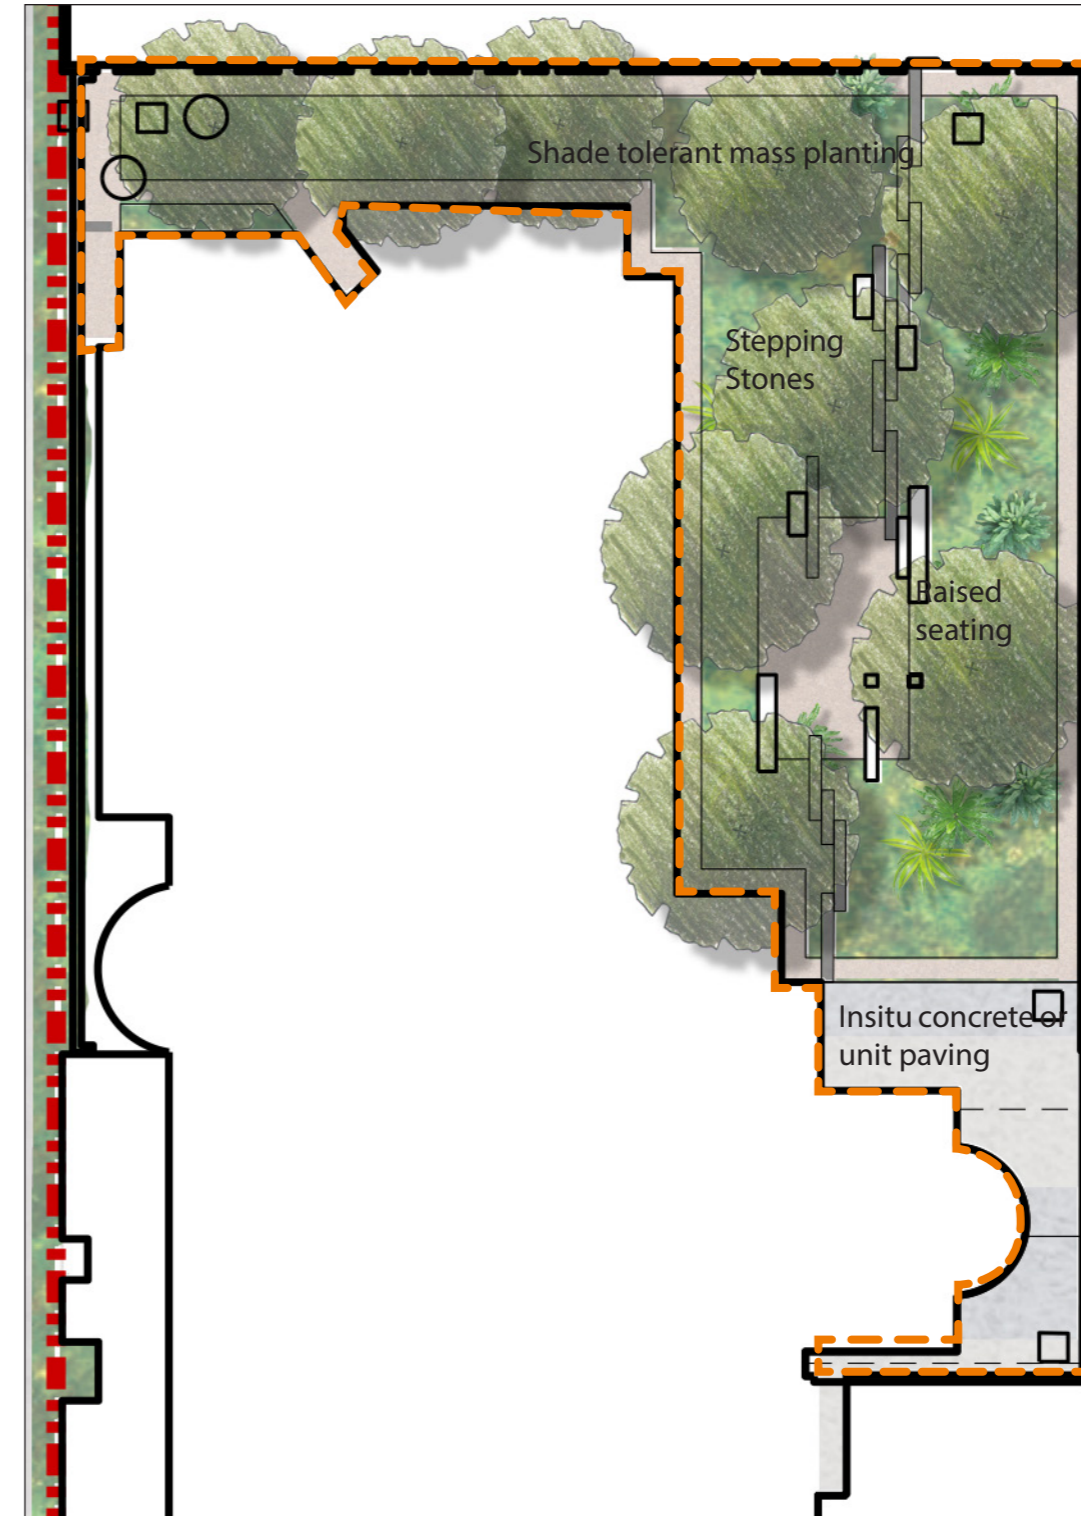 Shade tolerant mass planting
Stepping
Stones
Raised
seating
Insitu concrete or
unit paving